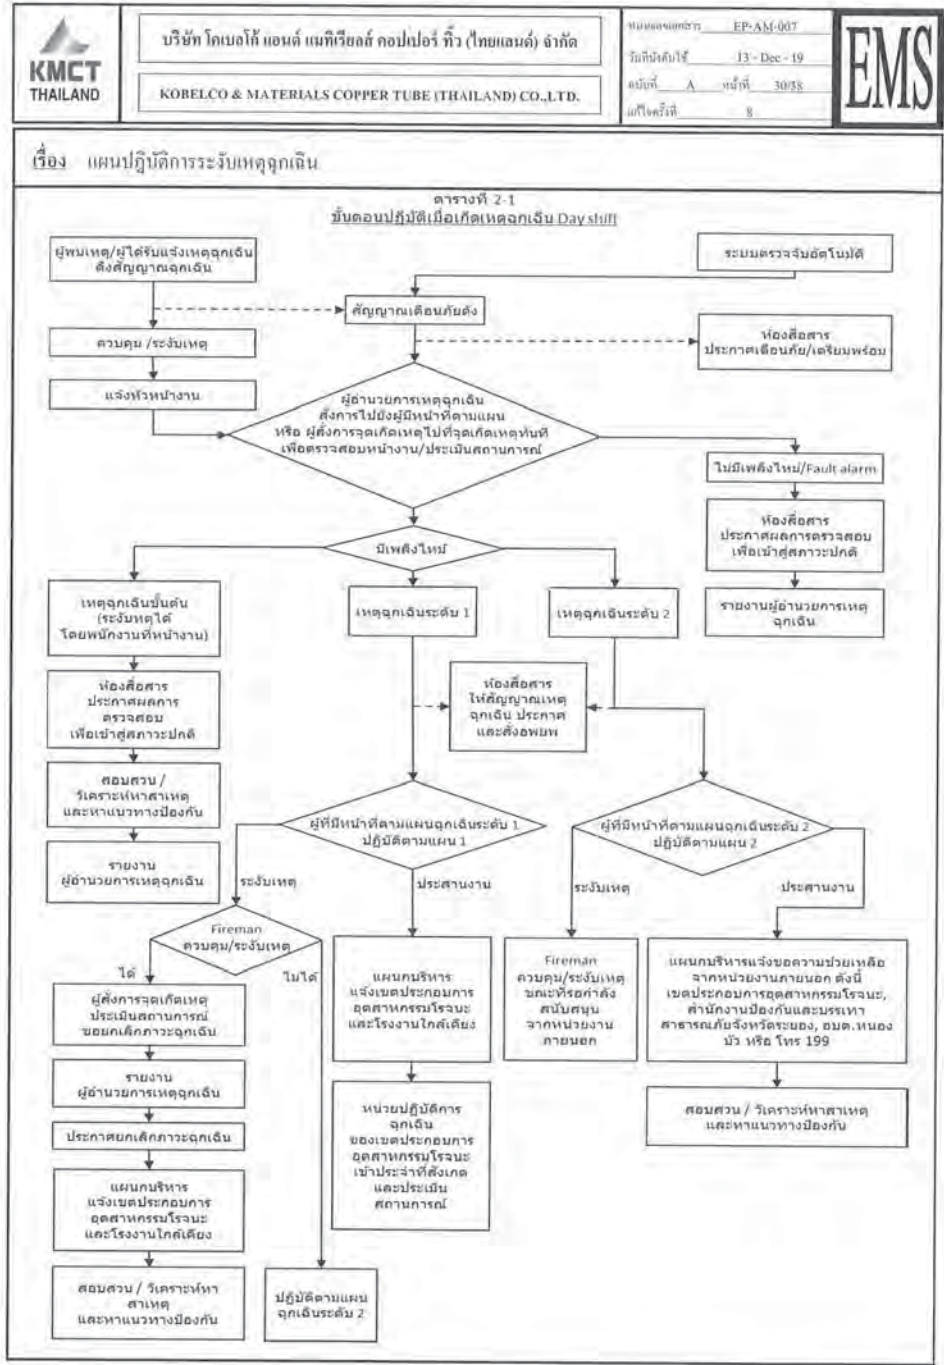 KMCT
THAILAND
บริษัท โกเบลโก้ แอนด์ แมทิเรียลส์ คอปเปอร์ ทิ้ว (ไทยแลนด์) จำกัด
KOBELCO & MATERIALS COPPER TUBE (THAILAND) CO.,LTD.
หมายเลขเอกสาร EP-AM-007
วันที่บังคับใช้ 13 - Dec - 19
ฉบับที่ A หน้าที่ 30/38
แก้ไขครั้งที่ 8
EMS
เรื่อง แผนปฏิบัติการระงับเหตุฉุกเฉิน
ตารางที่ 2-1
ขั้นตอนปฏิบัติเมื่อเกิดเหตุฉุกเฉิน Day shift
ผู้พบเหตุ/ผู้ได้รับแจ้งเหตุฉุกเฉิน
ดึงสัญญาณฉุกเฉิน
ระบบตรวจจับอัตโนมัติ
สัญญาณเตือนภัยดัง
ควบคุม /ระงับเหตุ
ห้องสื่อสาร
ประกาศเตือนภัย/เตรียมพร้อม
แจ้งหัวหน้างาน
ผู้อำนวยการเหตุฉุกเฉิน
สั่งการไปยังผู้มีหน้าที่ตามแผน
หรือ ผู้สั่งการจุดเกิดเหตุไปที่จุดเกิดเหตุทันที
เพื่อตรวจสอบหน้างาน/ประเมินสถานการณ์
ไม่มีเพลิงไหม้/Fault alarm
ห้องสื่อสาร
ประกาศผลการตรวจสอบ
เพื่อเข้าสู่สภาวะปกติ
รายงานผู้อำนวยการเหตุ
ฉุกเฉิน
มีเพลิงไหม้
เหตุฉุกเฉินขั้นต้น
(ระงับเหตุได้
โดยพนักงานที่หน้างาน)
เหตุฉุกเฉินระดับ 1
เหตุฉุกเฉินระดับ 2
ห้องสื่อสาร
ประกาศผลการ
ตรวจสอบ
เพื่อเข้าสู่สภาวะปกติ
ห้องสื่อสาร
ให้สัญญาณเหตุ
ฉุกเฉิน ประกาศ
และสั่งอพยพ
สอบสวน /
วิเคราะห์หาสาเหตุ
และหาแนวทางป้องกัน
รายงาน
ผู้อำนวยการเหตุฉุกเฉิน
ผู้ที่มีหน้าที่ตามแผนฉุกเฉินระดับ 1
ปฏิบัติตามแผน 1
ผู้ที่มีหน้าที่ตามแผนฉุกเฉินระดับ 2
ปฏิบัติตามแผน 2
ระงับเหตุ
ประสานงาน
ระงับเหตุ
ประสานงาน
Fireman
ควบคุม/ระงับเหตุ
ได้
ไม่ได้
ผู้สั่งการจุดเกิดเหตุ
ประเมินสถานการณ์
ขอยกเลิกภาวะฉุกเฉิน
รายงาน
ผู้อำนวยการเหตุฉุกเฉิน
ประกาศยกเลิกภาวะฉุกเฉิน
แผนกบริหาร
แจ้งเขตประกอบการ
อุตสาหกรรมโรจนะ
และโรงงานใกล้เคียง
สอบสวน / วิเคราะห์หา
สาเหตุ
และหาแนวทางป้องกัน
ปฏิบัติตามแผน
ฉุกเฉินระดับ 2
แผนกบริหาร
แจ้งเขตประกอบการ
อุตสาหกรรมโรจนะ
และโรงงานใกล้เคียง
หน่วยปฏิบัติการ
ฉุกเฉิน
ของเขตประกอบการ
อุตสาหกรรมโรจนะ
เข้าประจำที่สังเกต
และประเมิน
สถานการณ์
Fireman
ควบคุม/ระงับเหตุ
ขณะที่รอกำลัง
สนับสนุน
จากหน่วยงาน
ภายนอก
แผนกบริหารแจ้งขอความช่วยเหลือ
จากหน่วยงานภายนอก ดังนี้
เขตประกอบการอุตสาหกรรมโรจนะ,
สำนักงานป้องกันและบรรเทา
สาธารณภัยจังหวัดระยอง, อบต.หนอง
บัว หรือ โทร 199
สอบสวน / วิเคราะห์หาสาเหตุ
และหาแนวทางป้องกัน